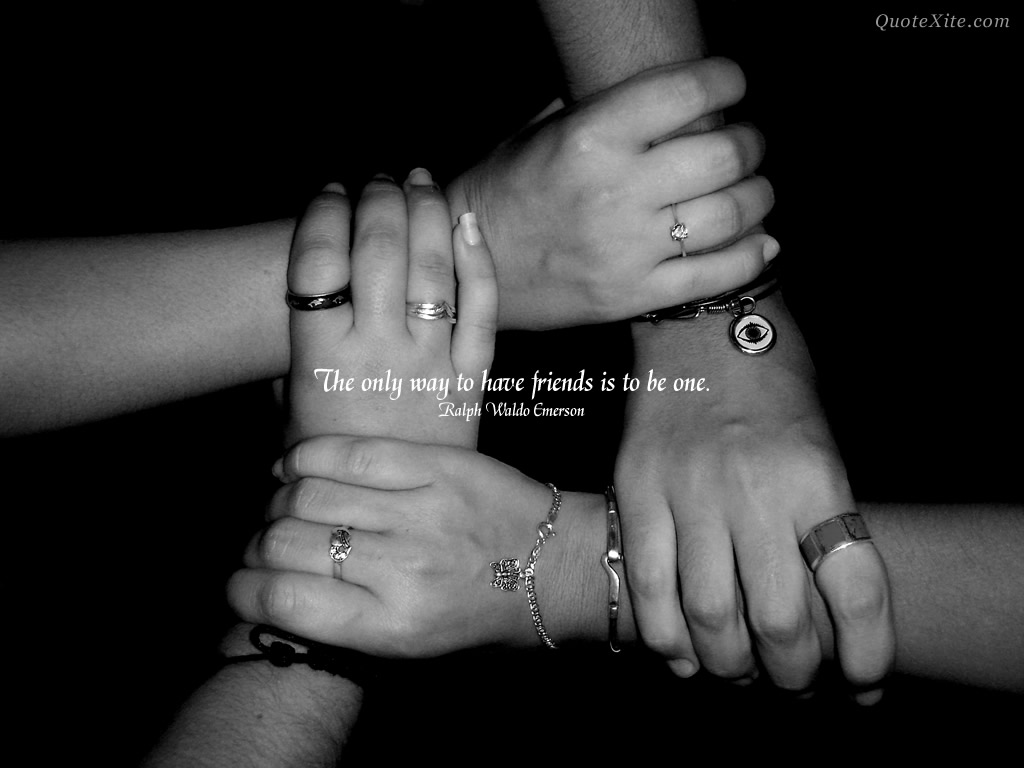 QuoteXite.com
The only way to have friends is to be one.
Ralph Waldo Emerson